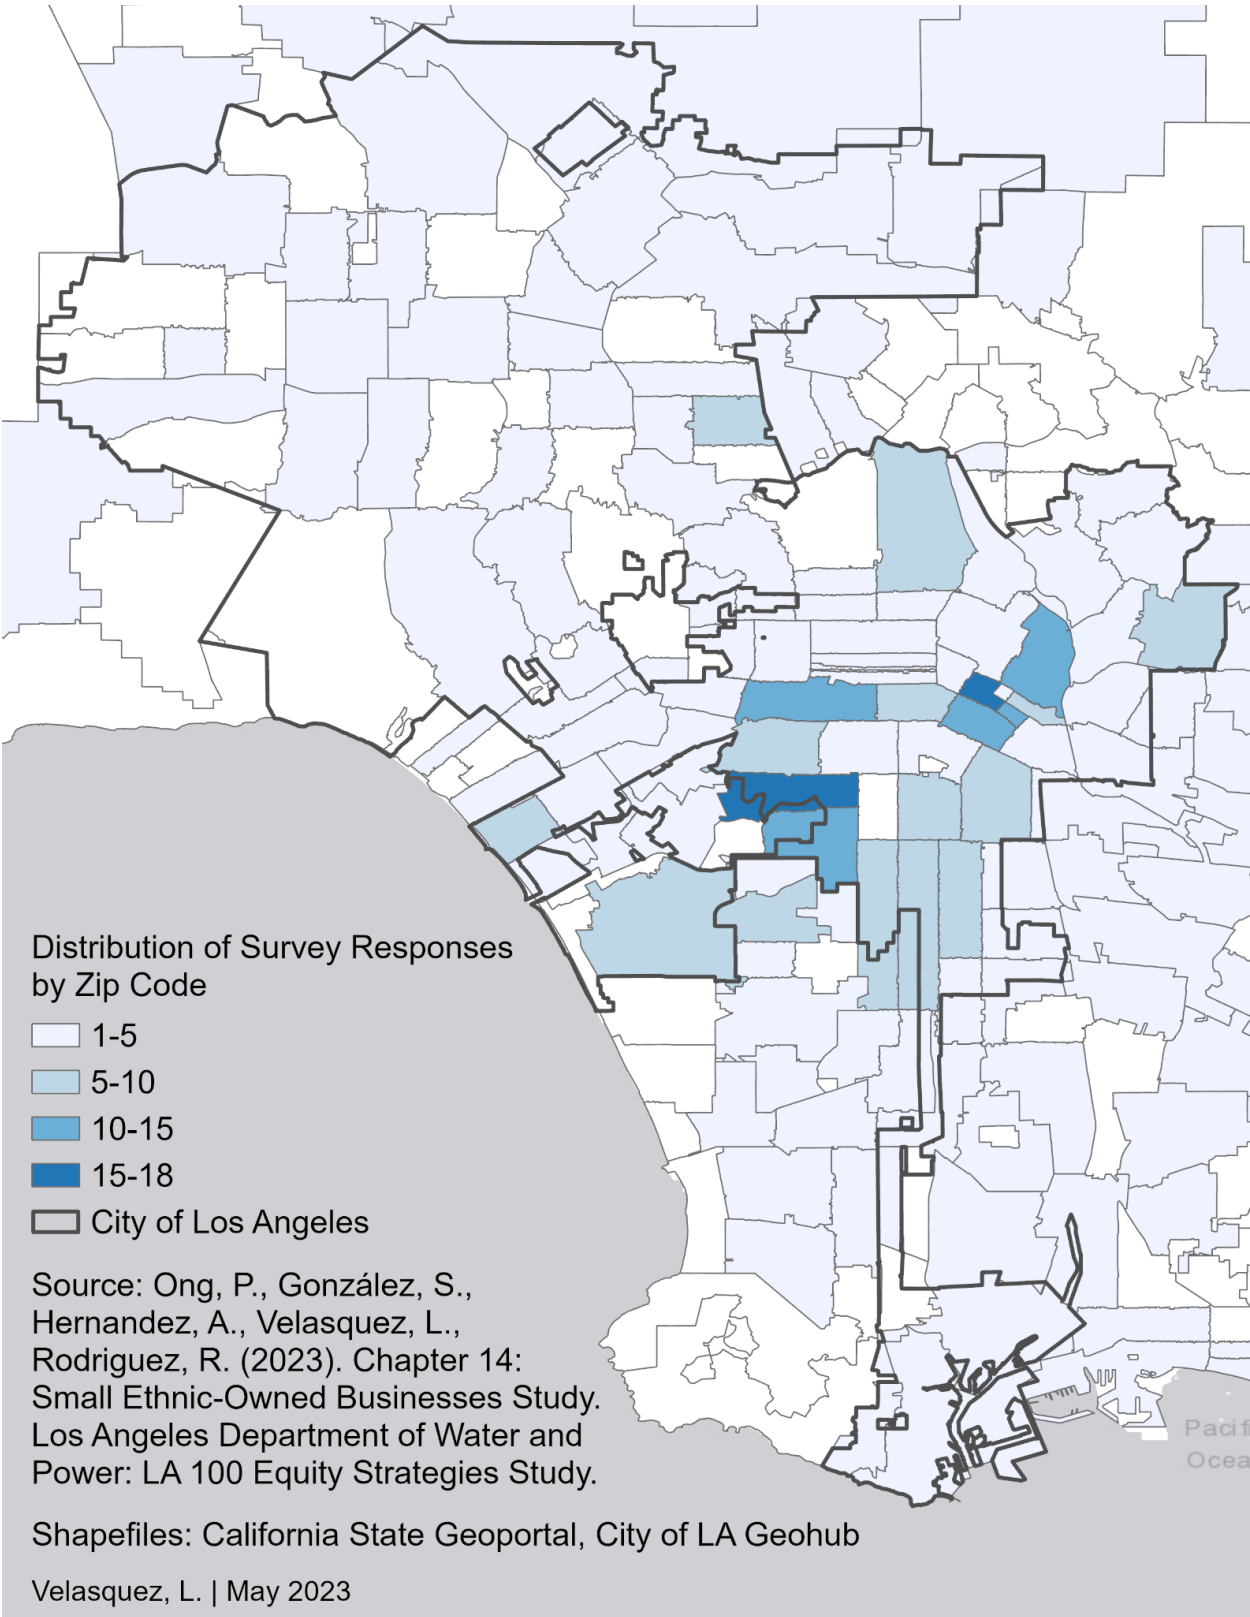 Distribution of Survey Responses
by Zip Code
1-5
5-10
10-15
15-18
City of Los Angeles
Source: Ong, P., González, S.,
Hernandez, A., Velasquez, L.,
Rodriguez, R. (2023). Chapter 14:
Small Ethnic-Owned Businesses Study.
Los Angeles Department of Water and
Power: LA 100 Equity Strategies Study.
Shapefiles: California State Geoportal, City of LA Geohub
Velasquez, L. | May 2023